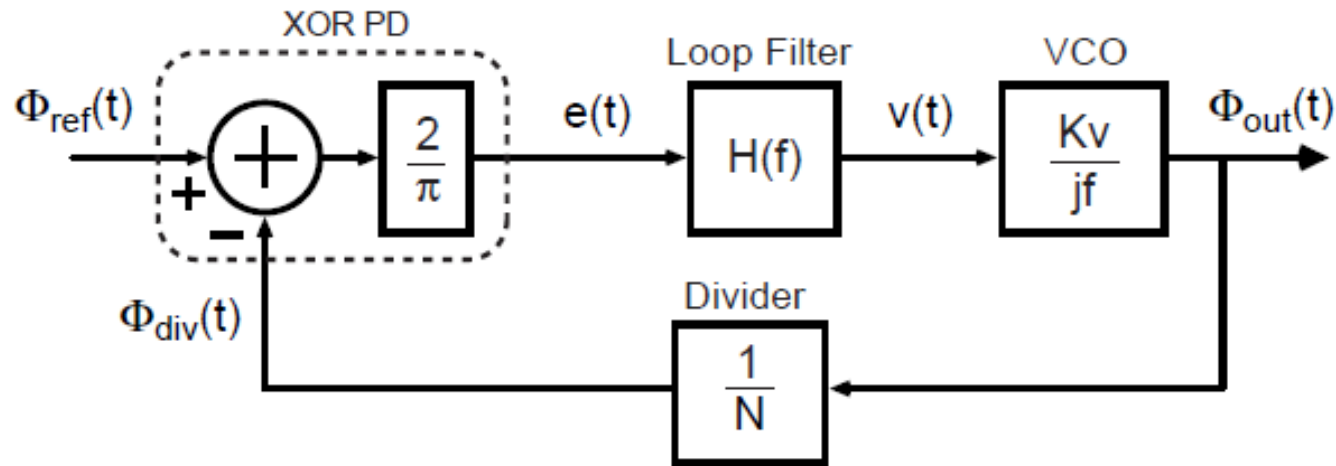 XOR PD
Loop Filter
VCO
Φref(t)
+
+
−
2
π
e(t)
H(f)
v(t)
Kv
jf
Φout(t)
Φdiv(t)
Divider
1
N